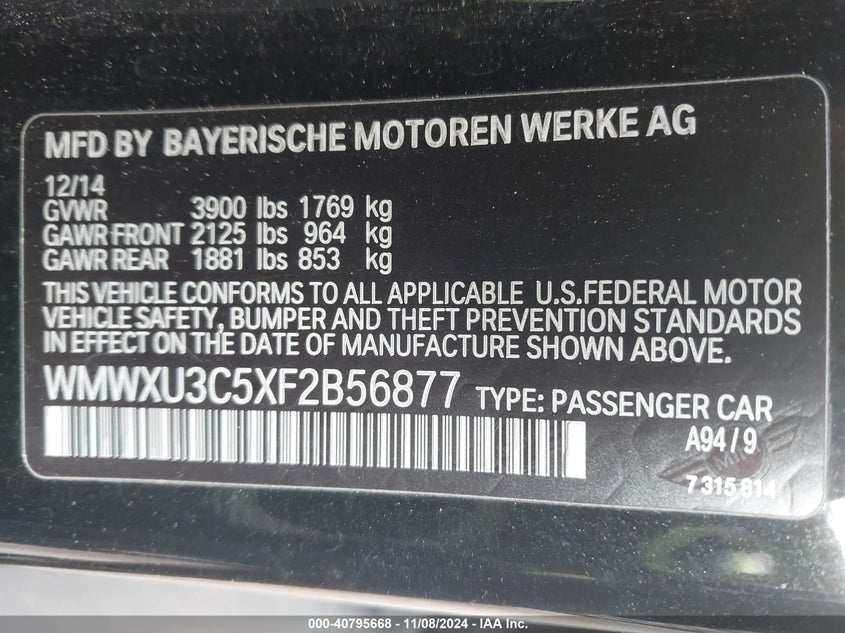 MFD BY BAYERISCHE MOTOREN WERKE AG
12/14
GVWR 3900 lbs 1769 kg
GAWR FRONT 2125 lbs 964 kg
GAWR REAR 1881 lbs 853 kg
THIS VEHICLE CONFORMS TO ALL APPLICABLE U.S.FEDERAL MOTOR
VEHICLE SAFETY, BUMPER AND THEFT PREVENTION STANDARDS
IN EFFECT ON THE DATE OF MANUFACTURE SHOWN ABOVE.
WMWXU3C5XF2B56877 TYPE: PASSENGER CAR
A94/9
7 315 814
000-40795668 - 11/08/2024 - IAA Inc.